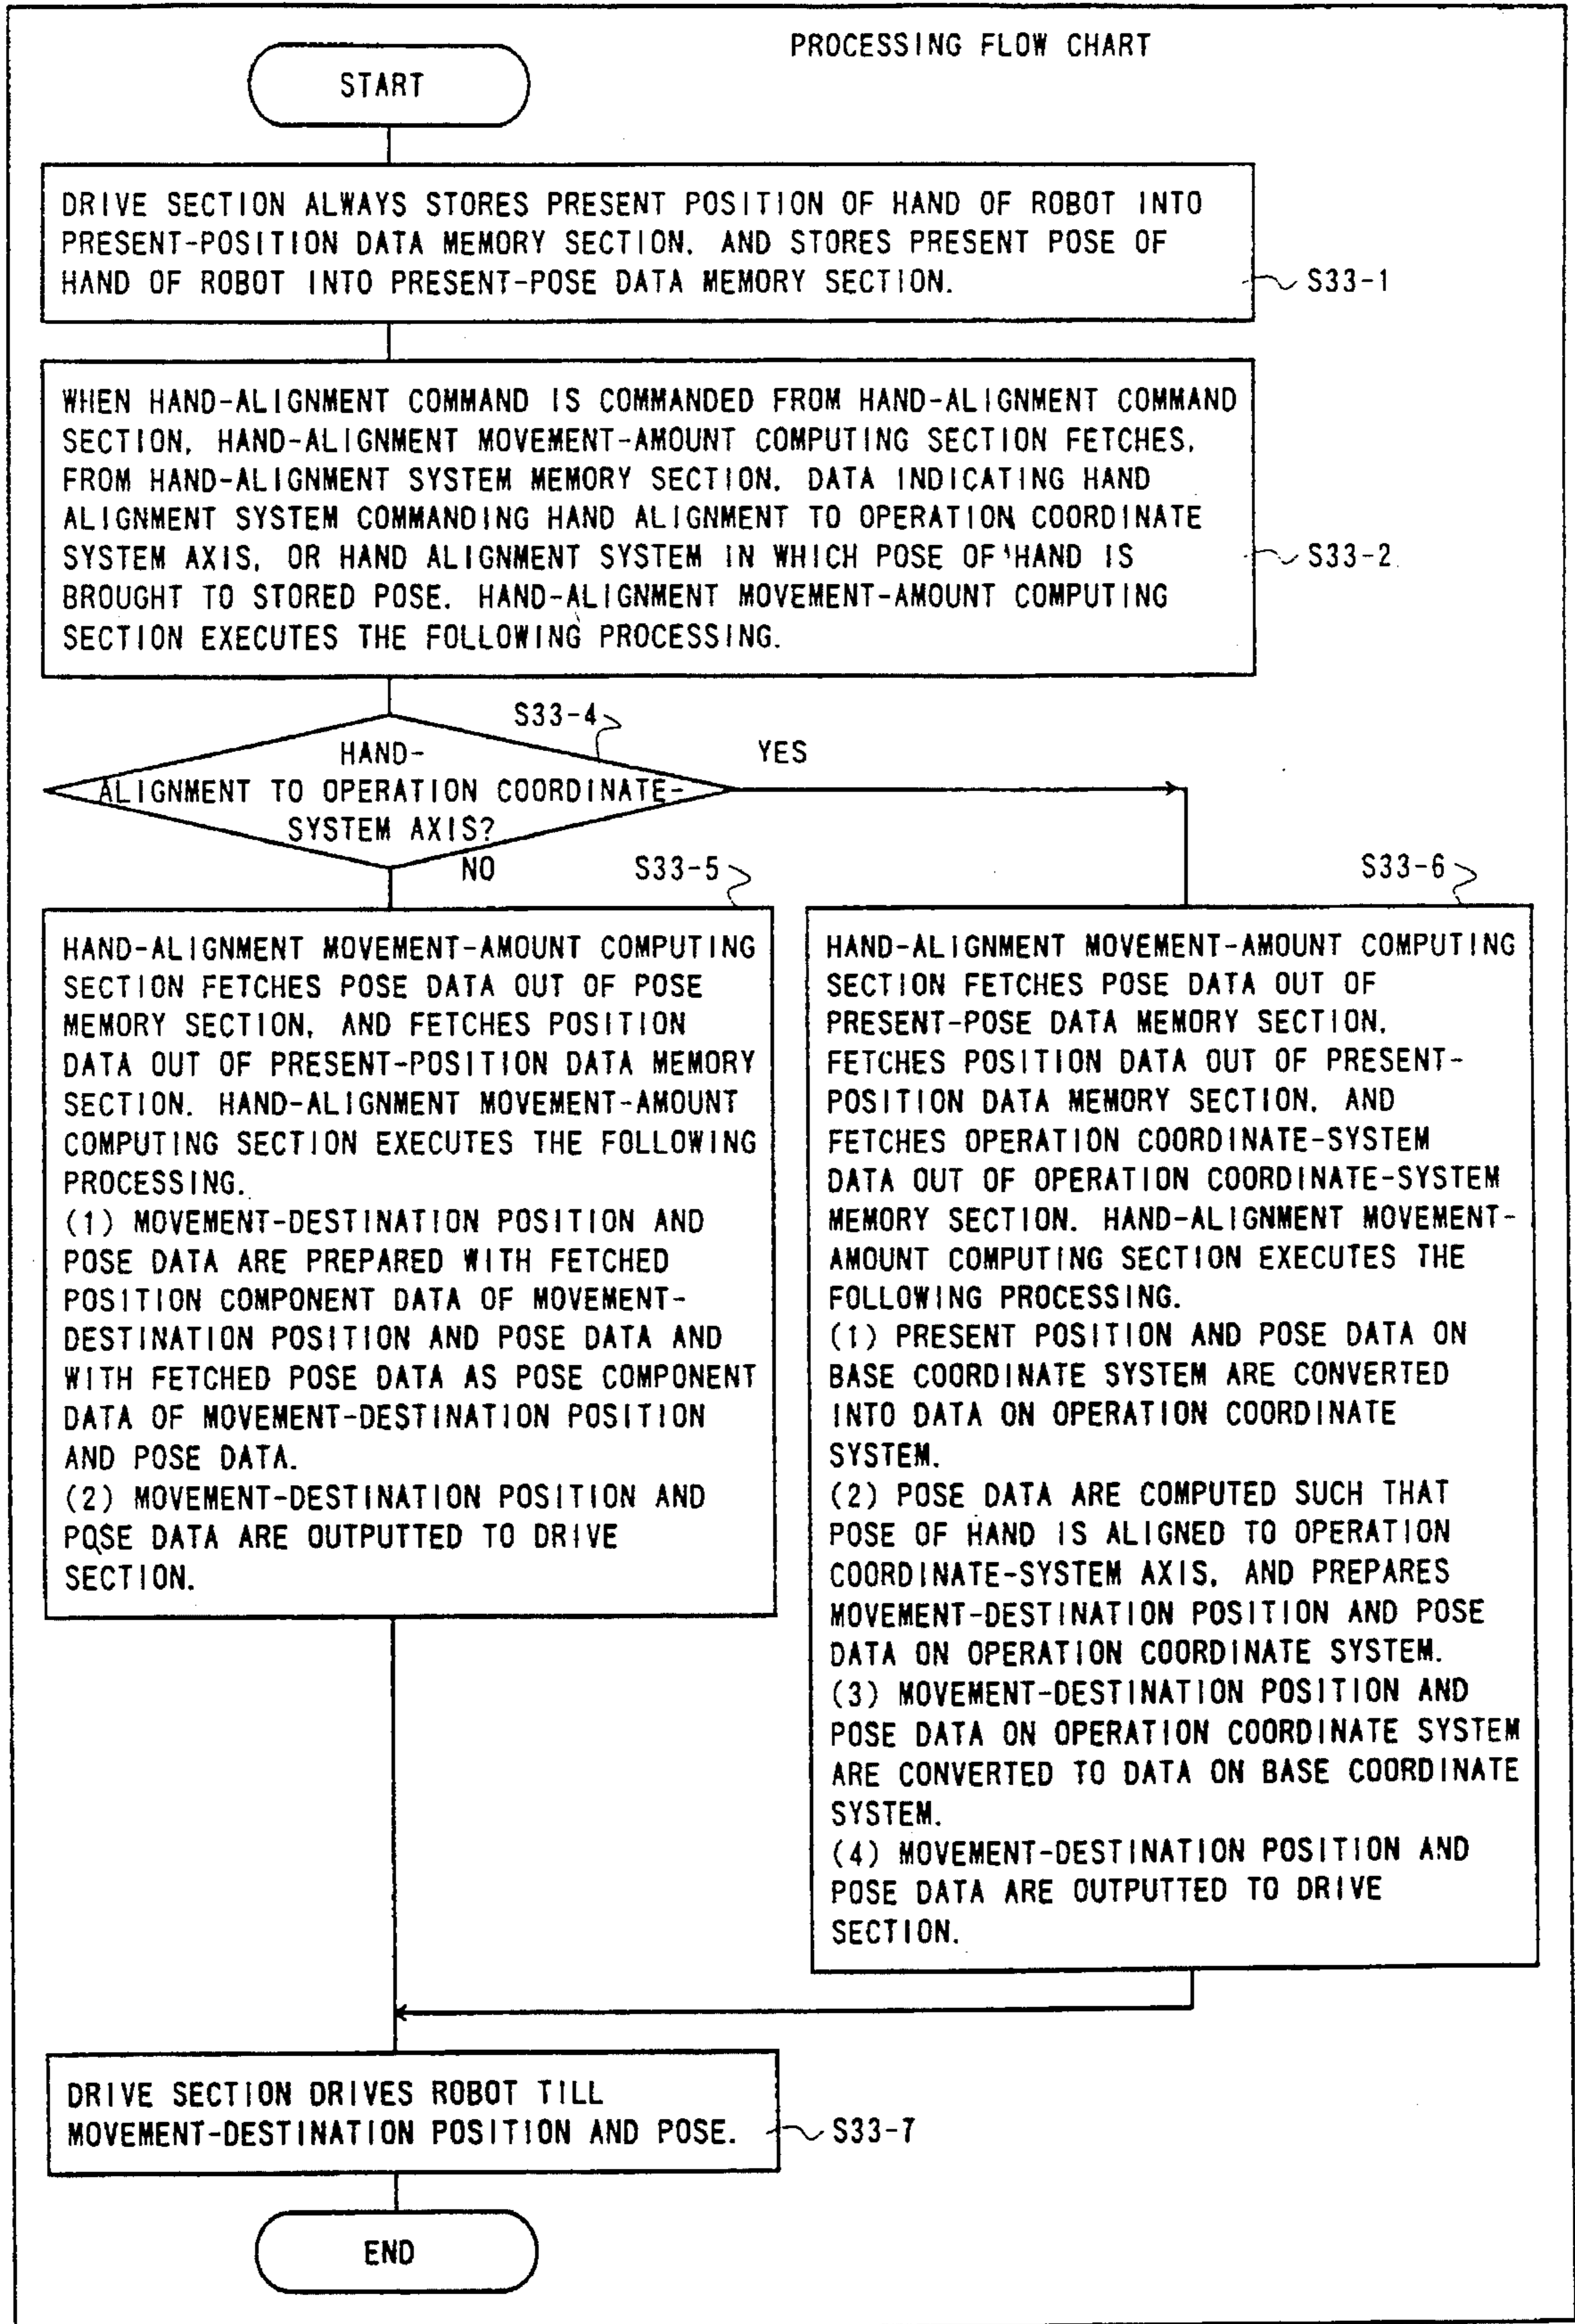 PROCESSING FLOW CHART
START
DRIVE SECTION ALWAYS STORES PRESENT POSITION OF HAND OF ROBOT INTO
PRESENT-POSITION DATA MEMORY SECTION, AND STORES PRESENT POSE OF
HAND OF ROBOT INTO PRESENT-POSE DATA MEMORY SECTION.
S33-1
WHEN HAND-ALIGNMENT COMMAND IS COMMANDED FROM HAND-ALIGNMENT COMMAND
SECTION, HAND-ALIGNMENT MOVEMENT-AMOUNT COMPUTING SECTION FETCHES,
FROM HAND-ALIGNMENT SYSTEM MEMORY SECTION, DATA INDICATING HAND
ALIGNMENT SYSTEM COMMANDING HAND ALIGNMENT TO OPERATION COORDINATE
SYSTEM AXIS, OR HAND ALIGNMENT SYSTEM IN WHICH POSE OF HAND IS
BROUGHT TO STORED POSE. HAND-ALIGNMENT MOVEMENT-AMOUNT COMPUTING
SECTION EXECUTES THE FOLLOWING PROCESSING.
S33-2
S33-4
HAND-
ALIGNMENT TO OPERATION COORDINATE-
SYSTEM AXIS?
YES
NO
S33-5
HAND-ALIGNMENT MOVEMENT-AMOUNT COMPUTING
SECTION FETCHES POSE DATA OUT OF POSE
MEMORY SECTION, AND FETCHES POSITION
DATA OUT OF PRESENT-POSITION DATA MEMORY
SECTION. HAND-ALIGNMENT MOVEMENT-AMOUNT
COMPUTING SECTION EXECUTES THE FOLLOWING
PROCESSING.
(1) MOVEMENT-DESTINATION POSITION AND
POSE DATA ARE PREPARED WITH FETCHED
POSITION COMPONENT DATA OF MOVEMENT-
DESTINATION POSITION AND POSE DATA AND
WITH FETCHED POSE DATA AS POSE COMPONENT
DATA OF MOVEMENT-DESTINATION POSITION
AND POSE DATA.
(2) MOVEMENT-DESTINATION POSITION AND
POSE DATA ARE OUTPUTTED TO DRIVE
SECTION.
S33-6
HAND-ALIGNMENT MOVEMENT-AMOUNT COMPUTING
SECTION FETCHES POSE DATA OUT OF
PRESENT-POSE DATA MEMORY SECTION,
FETCHES POSITION DATA OUT OF PRESENT-
POSITION DATA MEMORY SECTION, AND
FETCHES OPERATION COORDINATE-SYSTEM
DATA OUT OF OPERATION COORDINATE-SYSTEM
MEMORY SECTION. HAND-ALIGNMENT MOVEMENT-
AMOUNT COMPUTING SECTION EXECUTES THE
FOLLOWING PROCESSING.
(1) PRESENT POSITION AND POSE DATA ON
BASE COORDINATE SYSTEM ARE CONVERTED
INTO DATA ON OPERATION COORDINATE
SYSTEM.
(2) POSE DATA ARE COMPUTED SUCH THAT
POSE OF HAND IS ALIGNED TO OPERATION
COORDINATE-SYSTEM AXIS, AND PREPARES
MOVEMENT-DESTINATION POSITION AND POSE
DATA ON OPERATION COORDINATE SYSTEM.
(3) MOVEMENT-DESTINATION POSITION AND
POSE DATA ON OPERATION COORDINATE SYSTEM
ARE CONVERTED TO DATA ON BASE COORDINATE
SYSTEM.
(4) MOVEMENT-DESTINATION POSITION AND
POSE DATA ARE OUTPUTTED TO DRIVE
SECTION.
DRIVE SECTION DRIVES ROBOT TILL
MOVEMENT-DESTINATION POSITION AND POSE.
S33-7
END